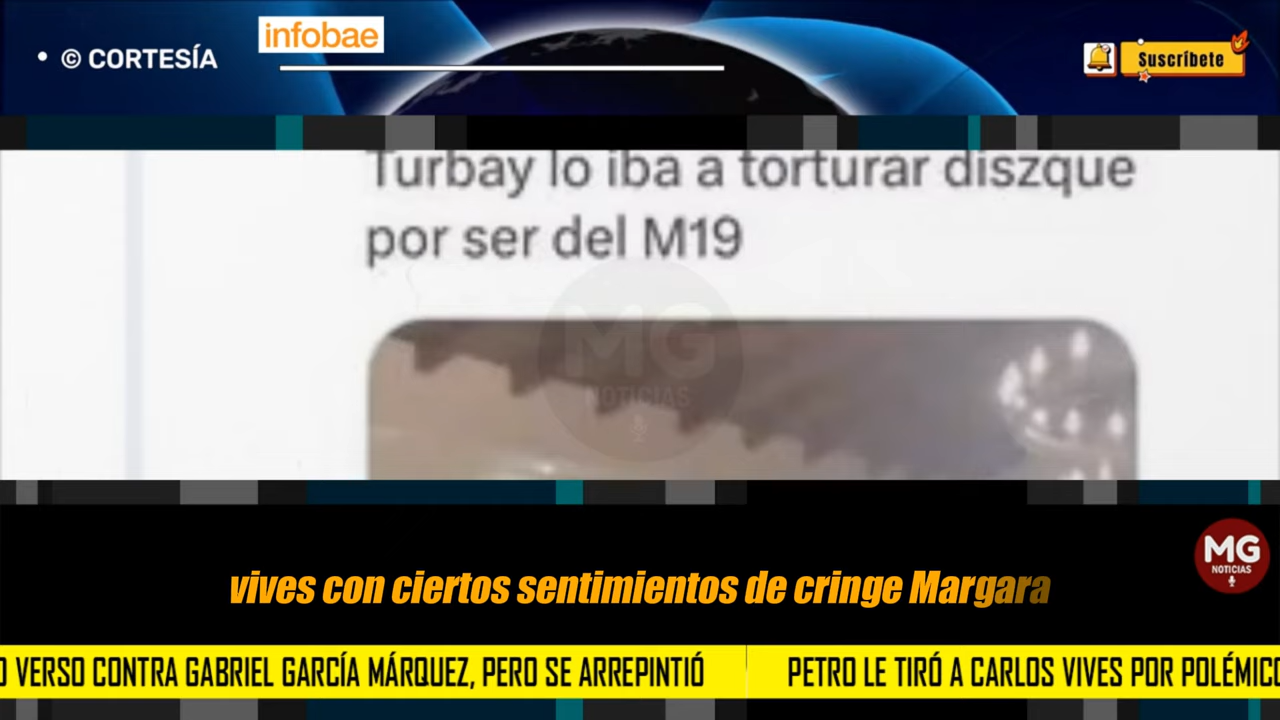 © CORTESÍA
infobae
Suscríbete
Turbay lo iba a torturar diszque
por ser del M19
MG
NOTICIAS
vives con ciertos sentimientos de cringe Margara
MG
NOTICIAS
O VERSO CONTRA GABRIEL GARCÍA MÁRQUEZ, PERO SE ARREPINTIÓ
PETRO LE TIRÓ A CARLOS VIVES POR POLÉMICO